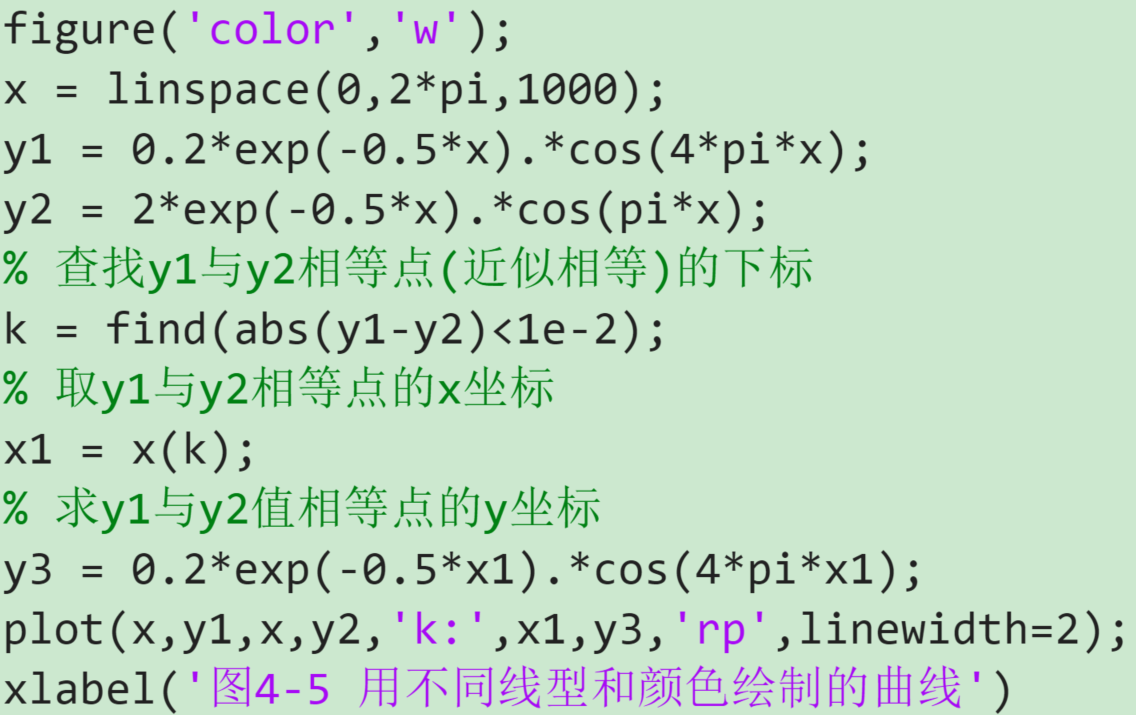 figure('color','w');
x = linspace(0,2*pi,1000);
y1 = 0.2*exp(-0.5*x).*cos(4*pi*x);
y2 = 2*exp(-0.5*x).*cos(pi*x);
% 查找y1与y2相等点(近似相等)的下标
k = find(abs(y1-y2)<1e-2);
% 取y1与y2相等点的x坐标
x1 = x(k);
% 求y1与y2值相等点的y坐标
y3 = 0.2*exp(-0.5*x1).*cos(4*pi*x1);
plot(x,y1,x,y2,'k:',x1,y3,'rp',linewidth=2);
xlabel('图4-5 用不同线型和颜色绘制的曲线')